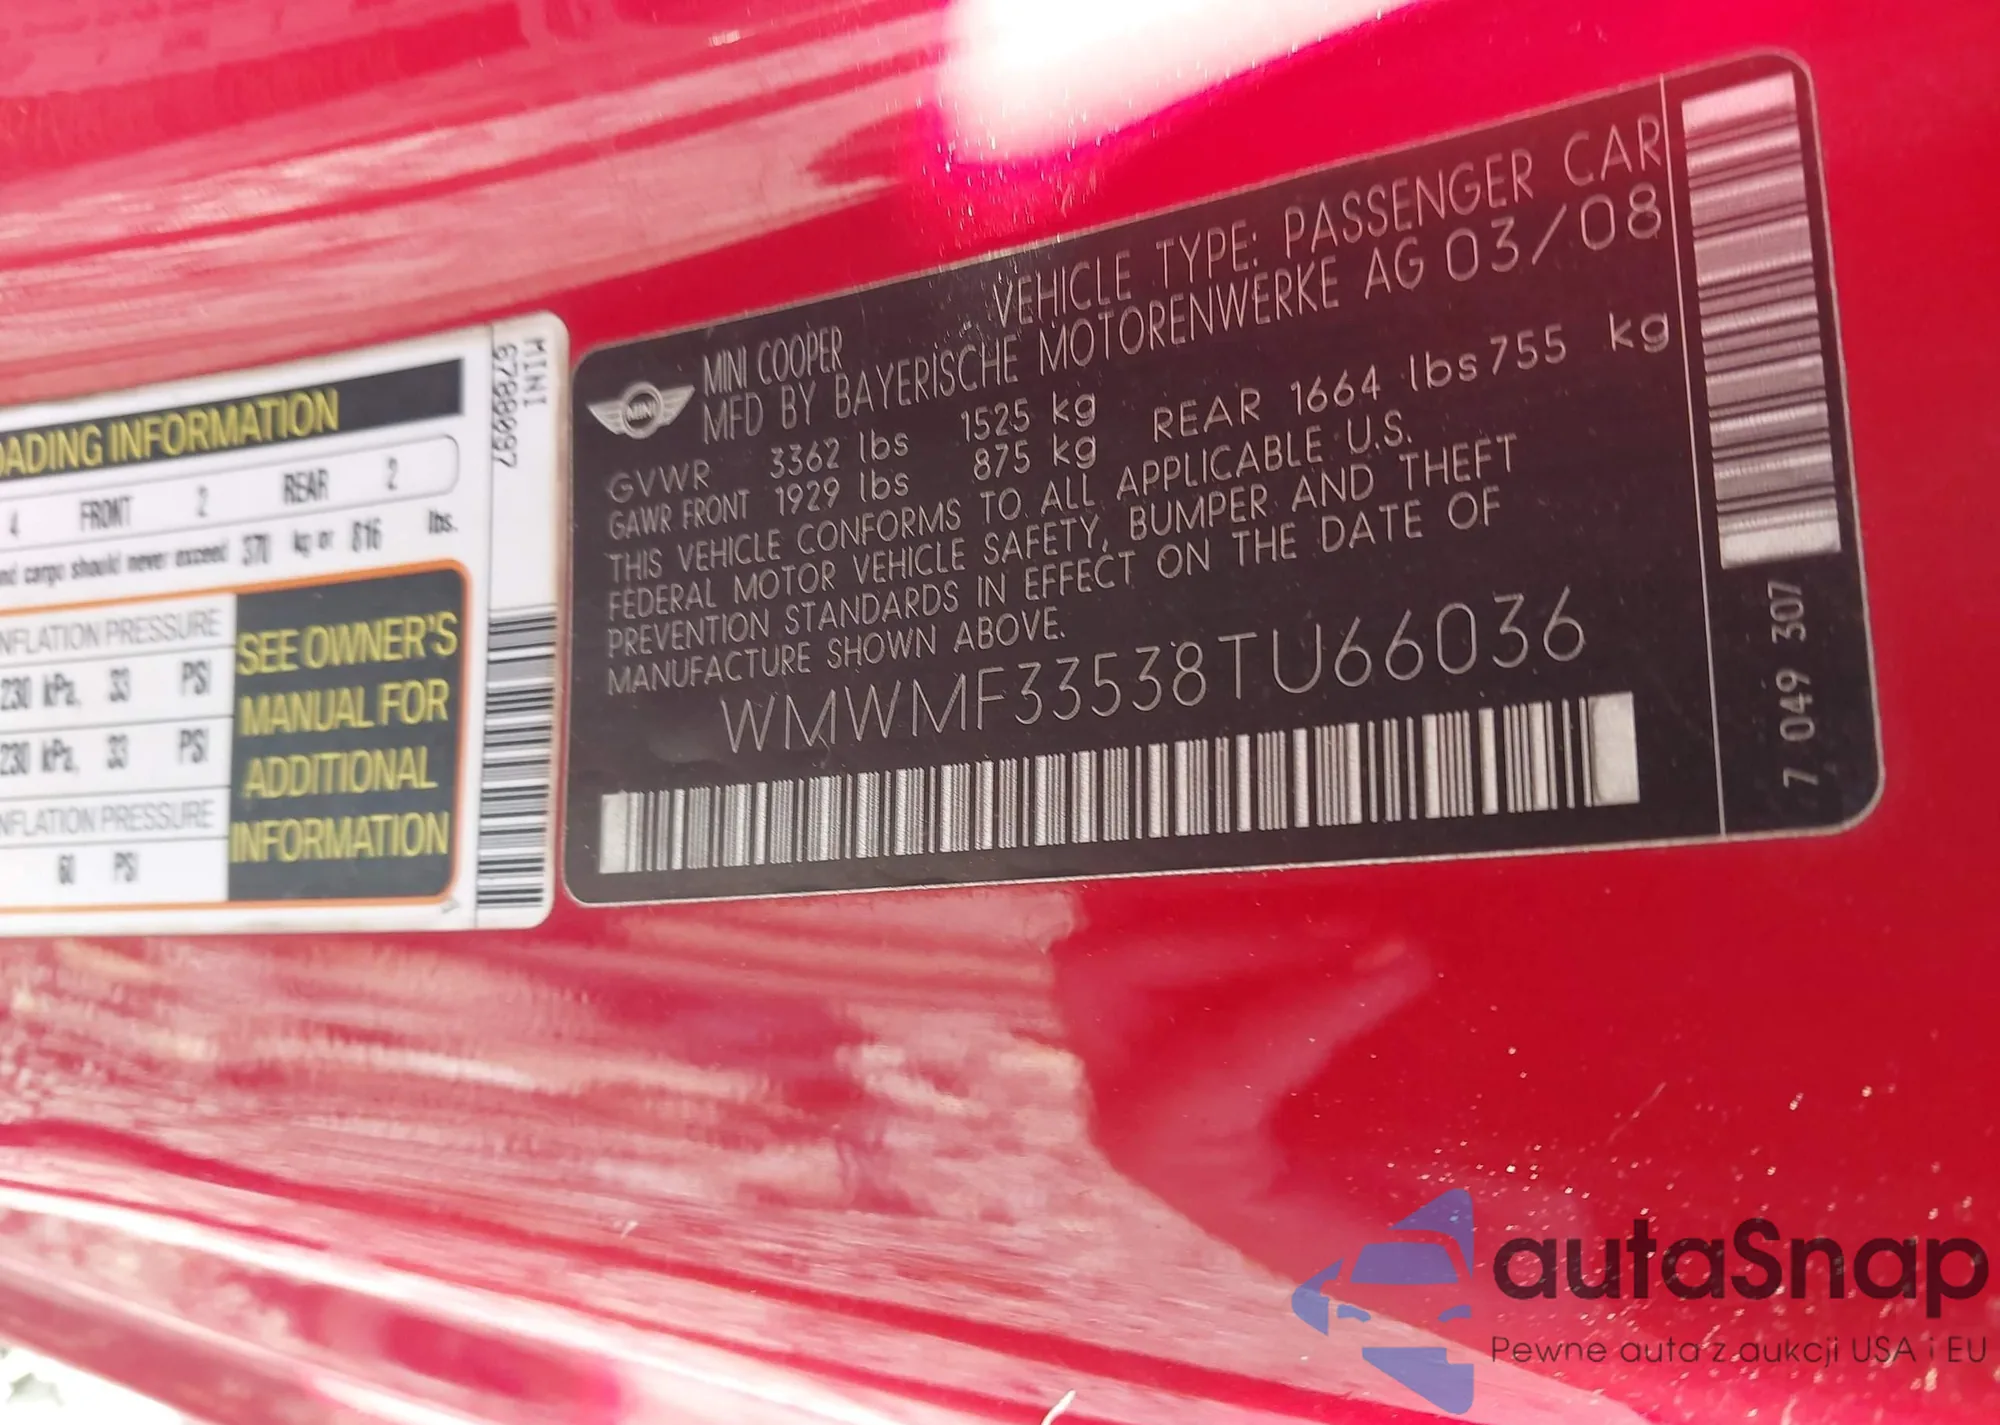 ADING INFORMATION
4 FRONT 2 REAR 2
nd cargo should never exceed 370 kg or 816 lbs.
NFLATION PRESSURE
230 kPa, 33 PSI
230 kPa, 33 PSI
NFLATION PRESSURE
60 PSI
SEE OWNER'S
MANUAL FOR
ADDITIONAL
INFORMATION
MINI
6788097
MINI
MINI COOPER VEHICLE TYPE: PASSENGER CAR
MFD BY BAYERISCHE MOTORENWERKE AG 03/08
GVWR 3362 lbs 1525 kg
GAWR FRONT 1929 lbs 875 kg REAR 1664 lbs 755 kg
THIS VEHICLE CONFORMS TO ALL APPLICABLE U.S.
FEDERAL MOTOR VEHICLE SAFETY, BUMPER AND THEFT
PREVENTION STANDARDS IN EFFECT ON THE DATE OF
MANUFACTURE SHOWN ABOVE.
WMWMF33538TU66036
7 049 307
autaSnap
Pewne auta z aukcji USA i EU